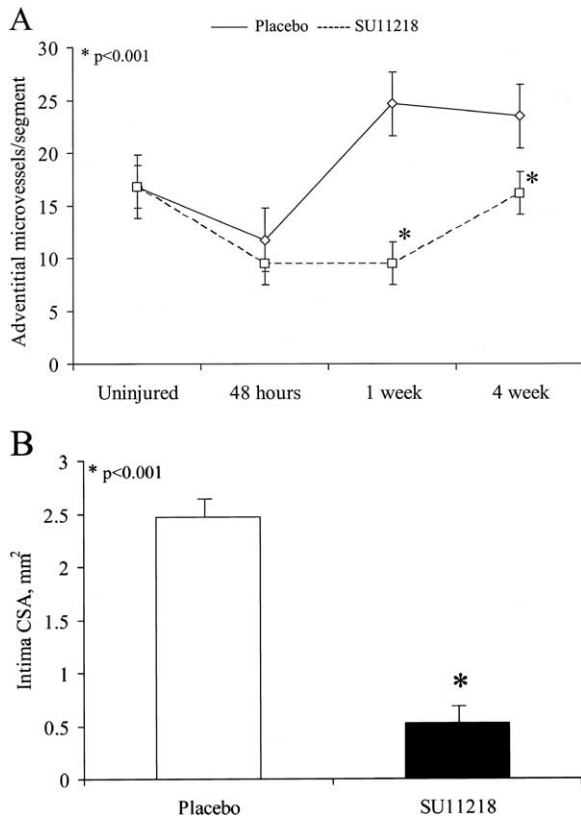 A
Placebo
SU11218
* p<0.001
Adventitial microvessels/segment
30
25
20
15
10
5
0
*
*
Uninjured 48 hours 1 week 4 week
B
* p<0.001
Intima CSA, mm²
3
2.5
2
1.5
1
0.5
0
*
Placebo SU11218